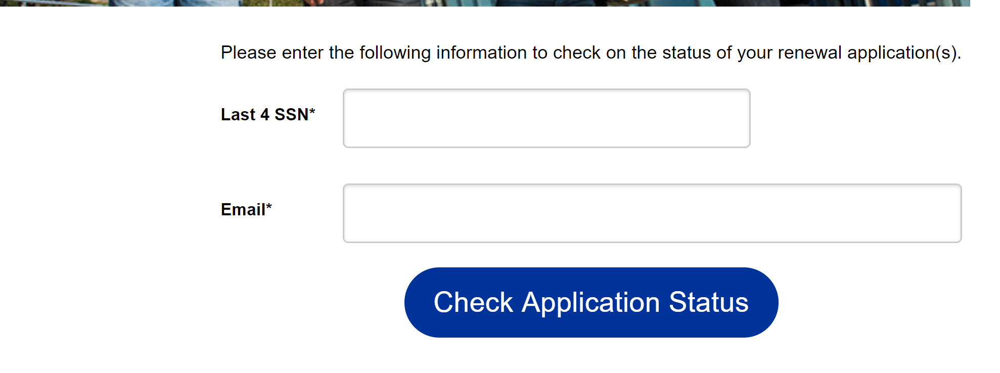 Please enter the following information to check on the status of your renewal application(s).
Last 4 SSN*
Email*
Check Application Status